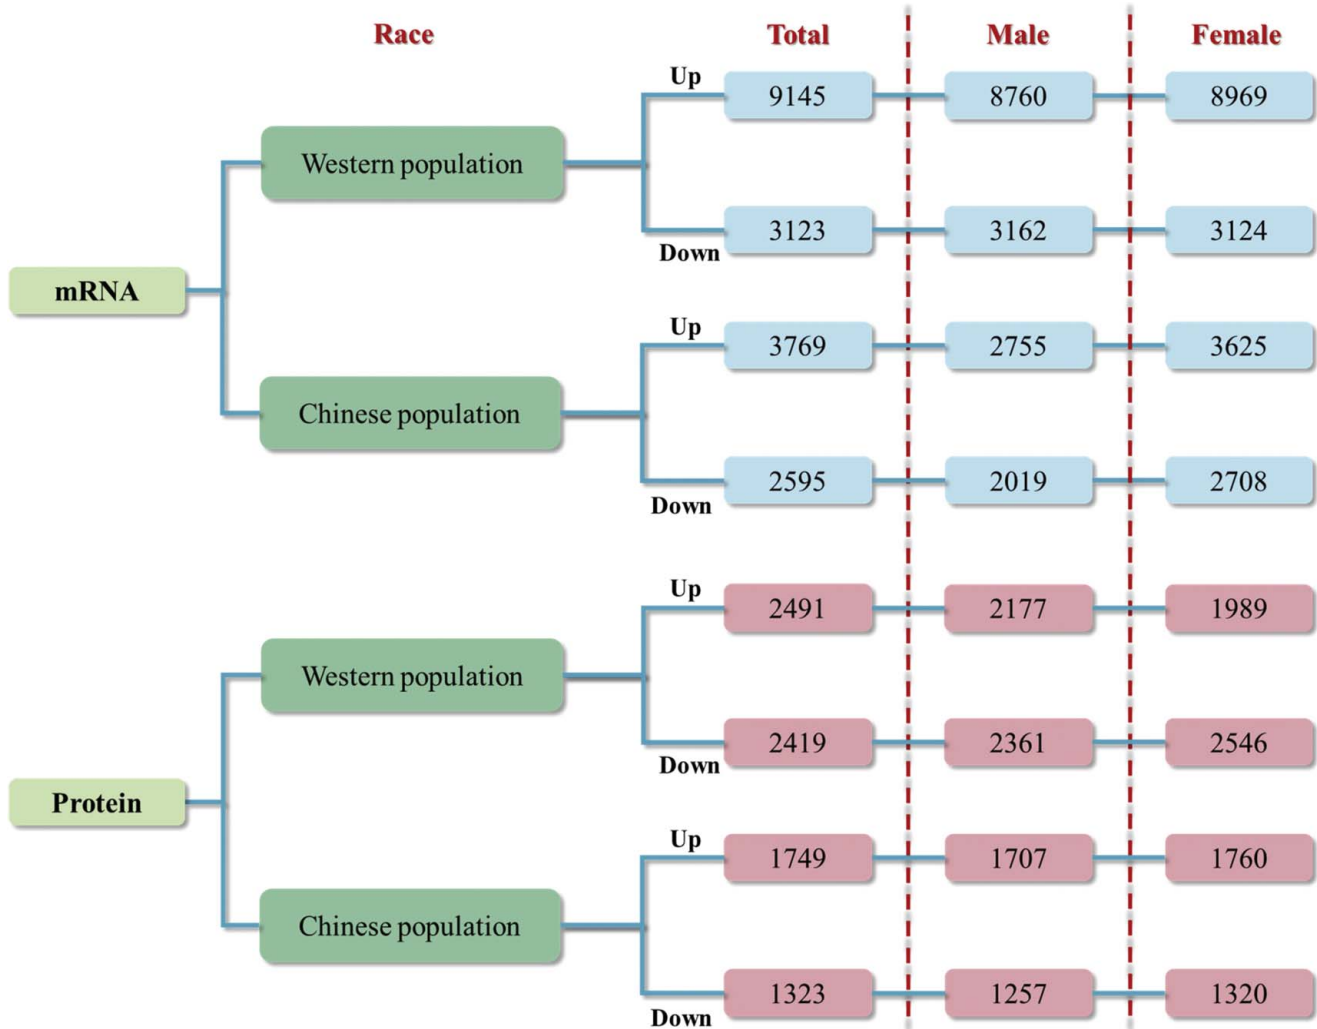 Race Total Male Female
Up
9145 8760 8969
Western population
Down
3123 3162 3124
mRNA
Up
3769 2755 3625
Chinese population
Down
2595 2019 2708
Up
2491 2177 1989
Western population
Down
2419 2361 2546
Protein
Up
1749 1707 1760
Chinese population
Down
1323 1257 1320